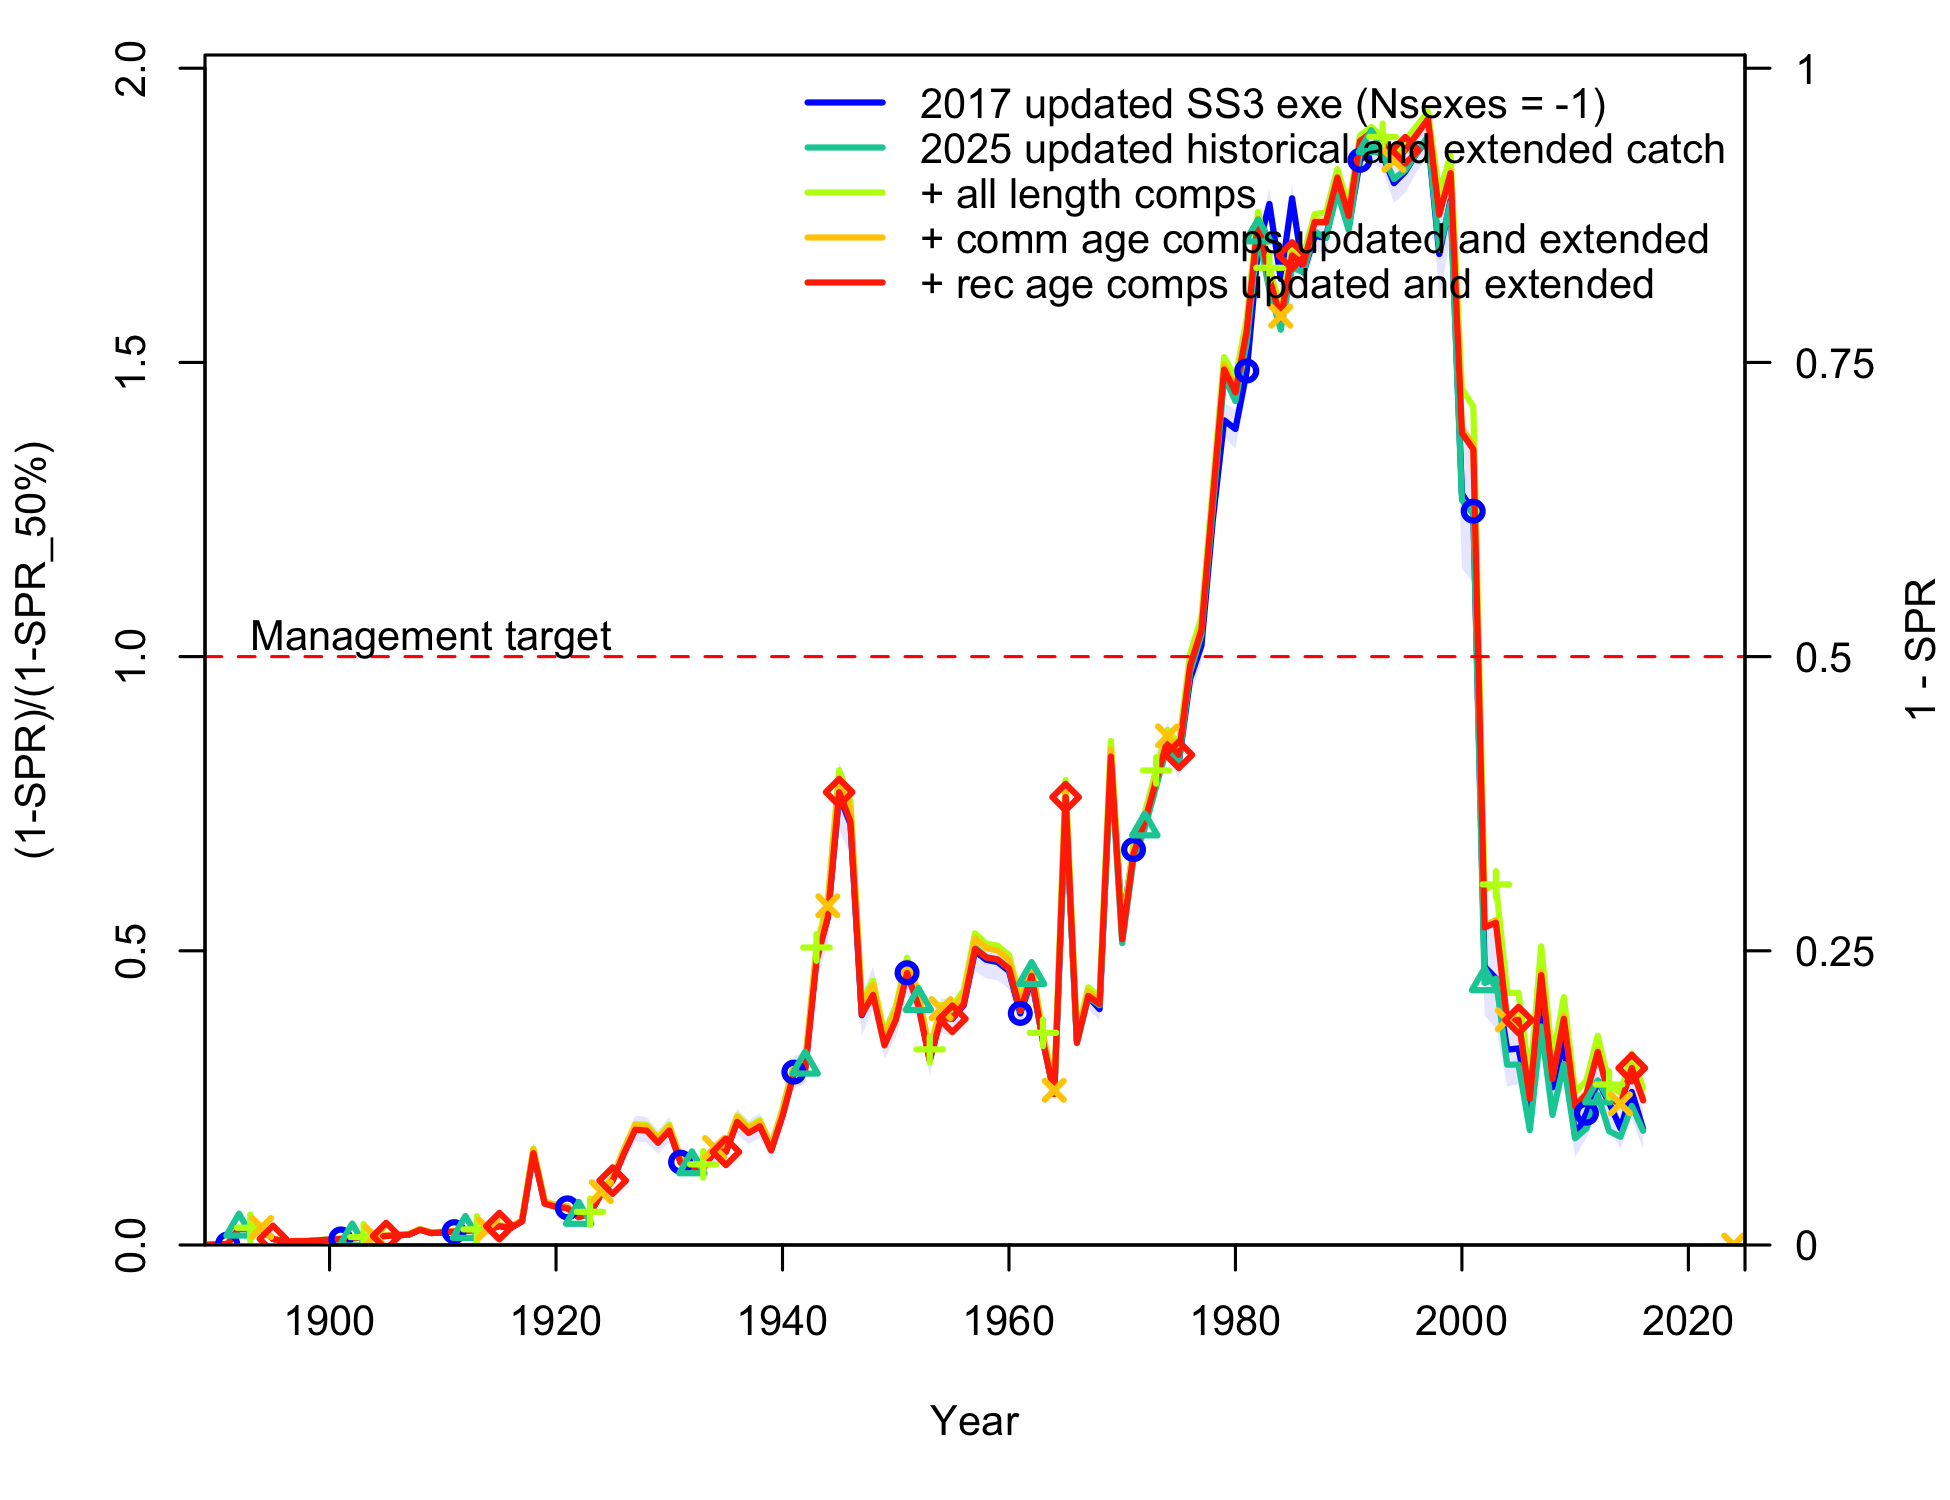 2017 updated SS3 exe (Nsexes = -1)
2025 updated historical and extended catch
+ all length comps
+ comm age comps updated and extended
+ rec age comps updated and extended
Management target
(1-SPR)/(1-SPR_50%)
0.0
0.5
1.0
1.5
2.0
1 - SPR
1
0.75
0.5
0.25
0
1900
1920
1940
1960
1980
2000
2020
Year